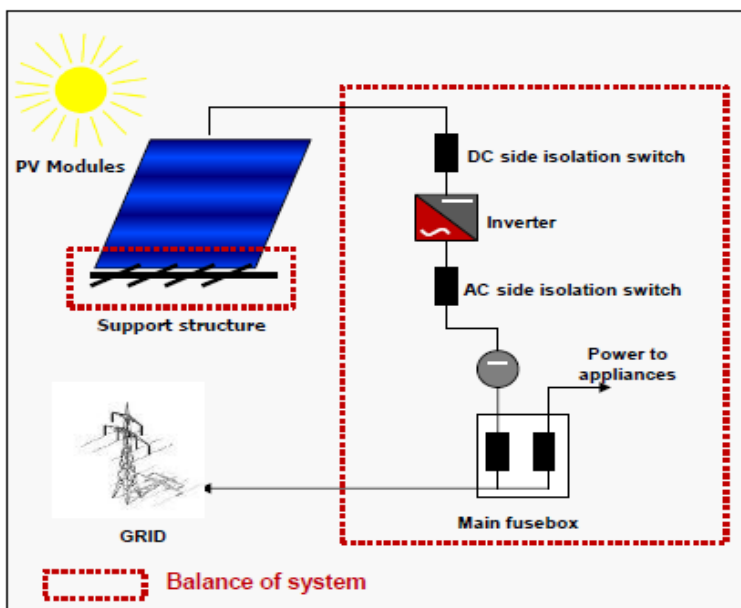 PV Modules
DC side isolation switch
Inverter
AC side isolation switch
Support structure
Power to
appliances
Main fusebox
GRID
Balance of system